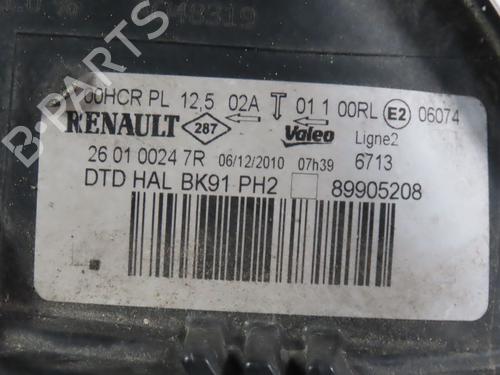 48319
00HCR PL 12,5 02A T 01 1 00RL E2 06074
RENAULT 287 Valeo Ligne2
26 01 0024 7R 06/12/2010 07h39 6713
DTD HAL BK91 PH2 89905208
B-PARTS